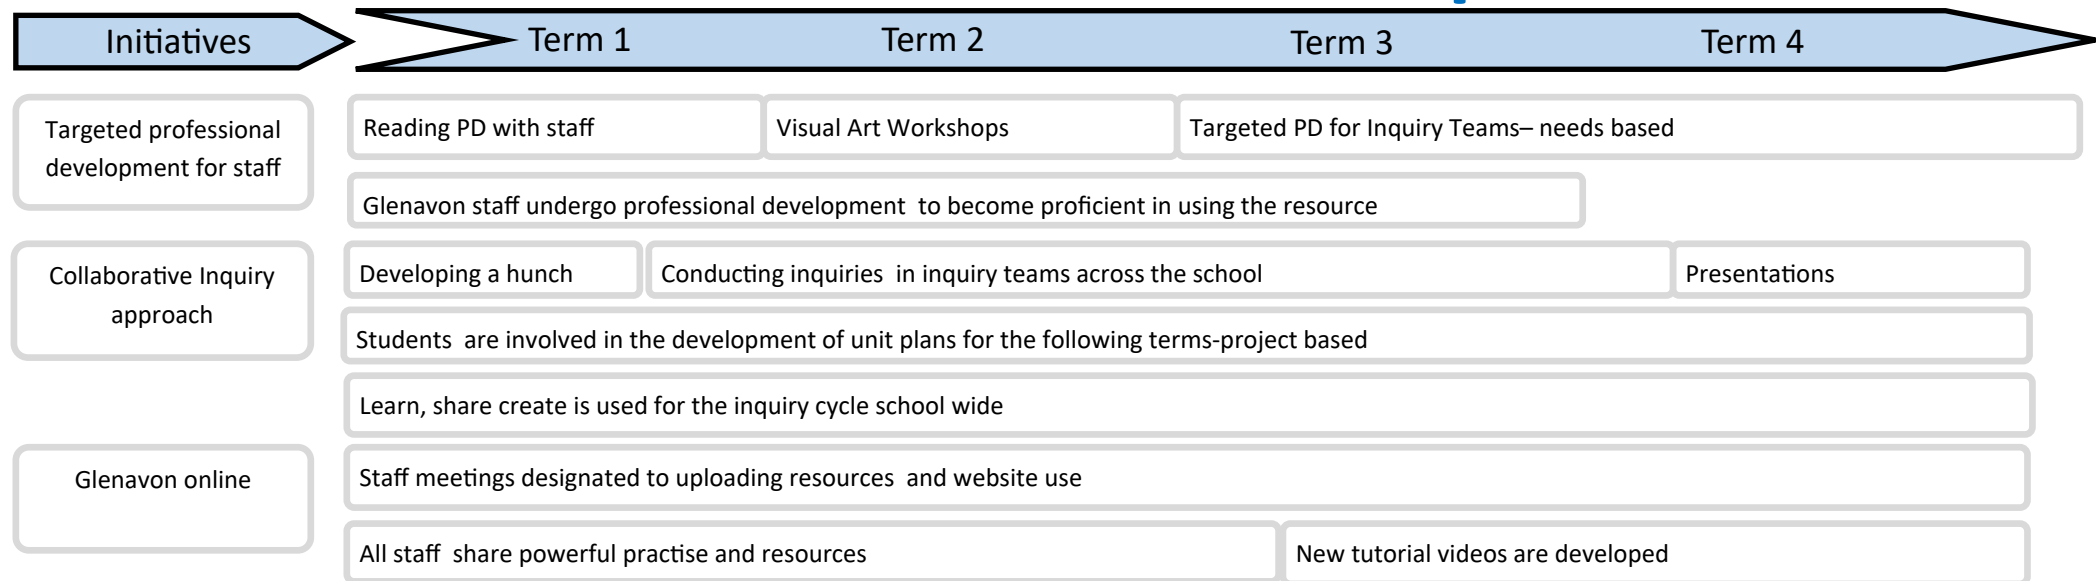 Initiatives
Term 1
Term 2
Term 3
Term 4
Targeted professional
development for staff
Reading PD with staff
Visual Art Workshops
Targeted PD for Inquiry Teams– needs based
Glenavon staff undergo professional development  to become proficient in using the resource
Collaborative Inquiry
approach
Developing a hunch
Conducting inquiries  in inquiry teams across the school
Presentations
Students  are involved in the development of unit plans for the following terms-project based
Learn, share create is used for the inquiry cycle school wide
Glenavon online
Staff meetings designated to uploading resources  and website use
All staff  share powerful practise and resources
New tutorial videos are developed